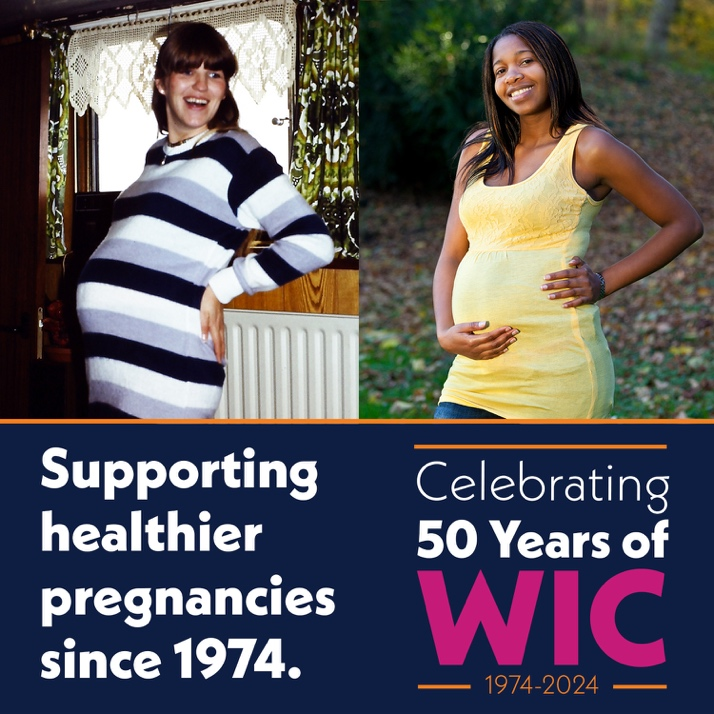 Supporting
healthier
pregnancies
since 1974.
Celebrating
50 Years of
WIC
1974-2024